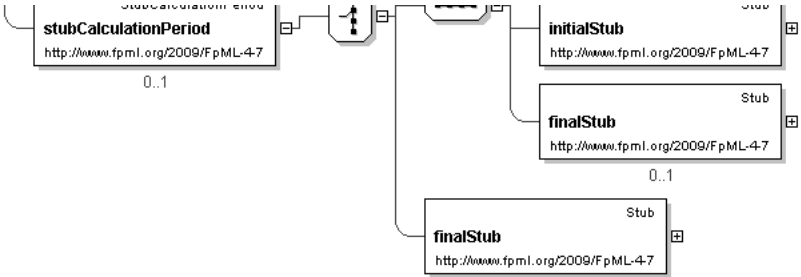 StubCalculationPeriod
stubCalculationPeriod
http://www.fpml.org/2009/FpML-4-7
0..1
Stub
initialStub
http://www.fpml.org/2009/FpML-4-7
Stub
finalStub
http://www.fpml.org/2009/FpML-4-7
0..1
Stub
finalStub
http://www.fpml.org/2009/FpML-4-7